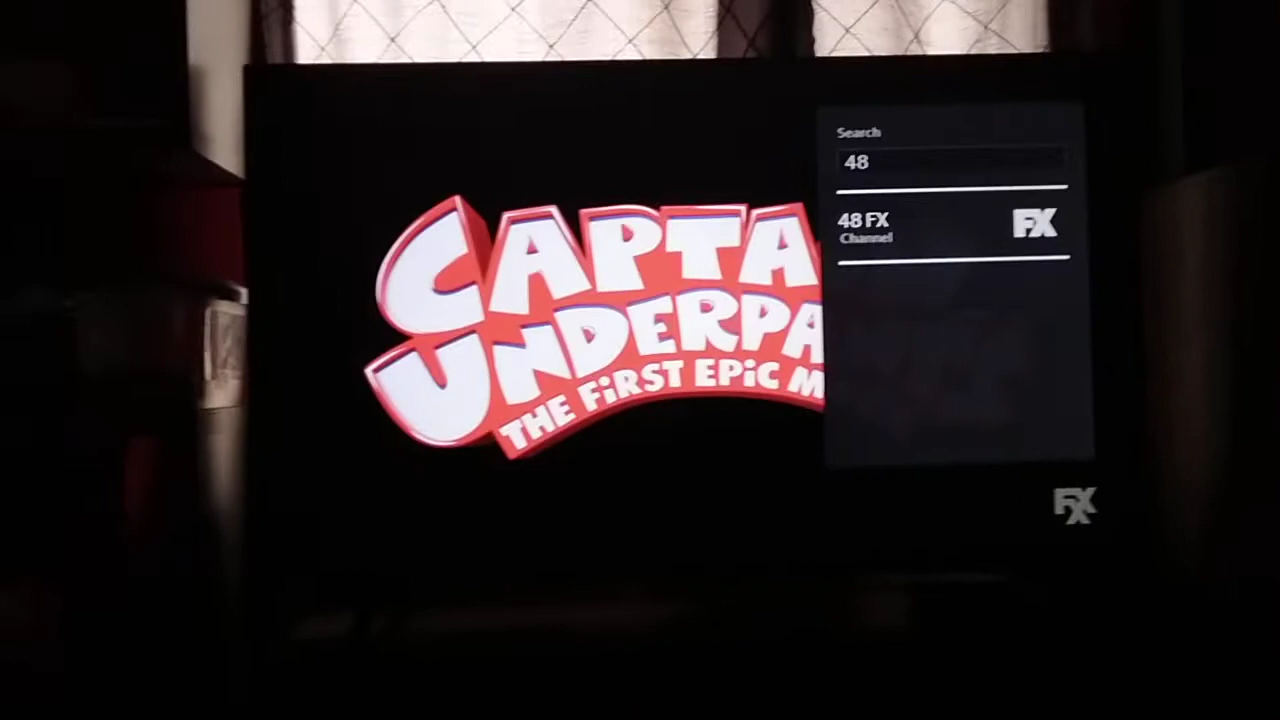 CAPTA
UNDERPA
THE FiRST EPiC M
Search
48
48 FX
Channel
FX
FX